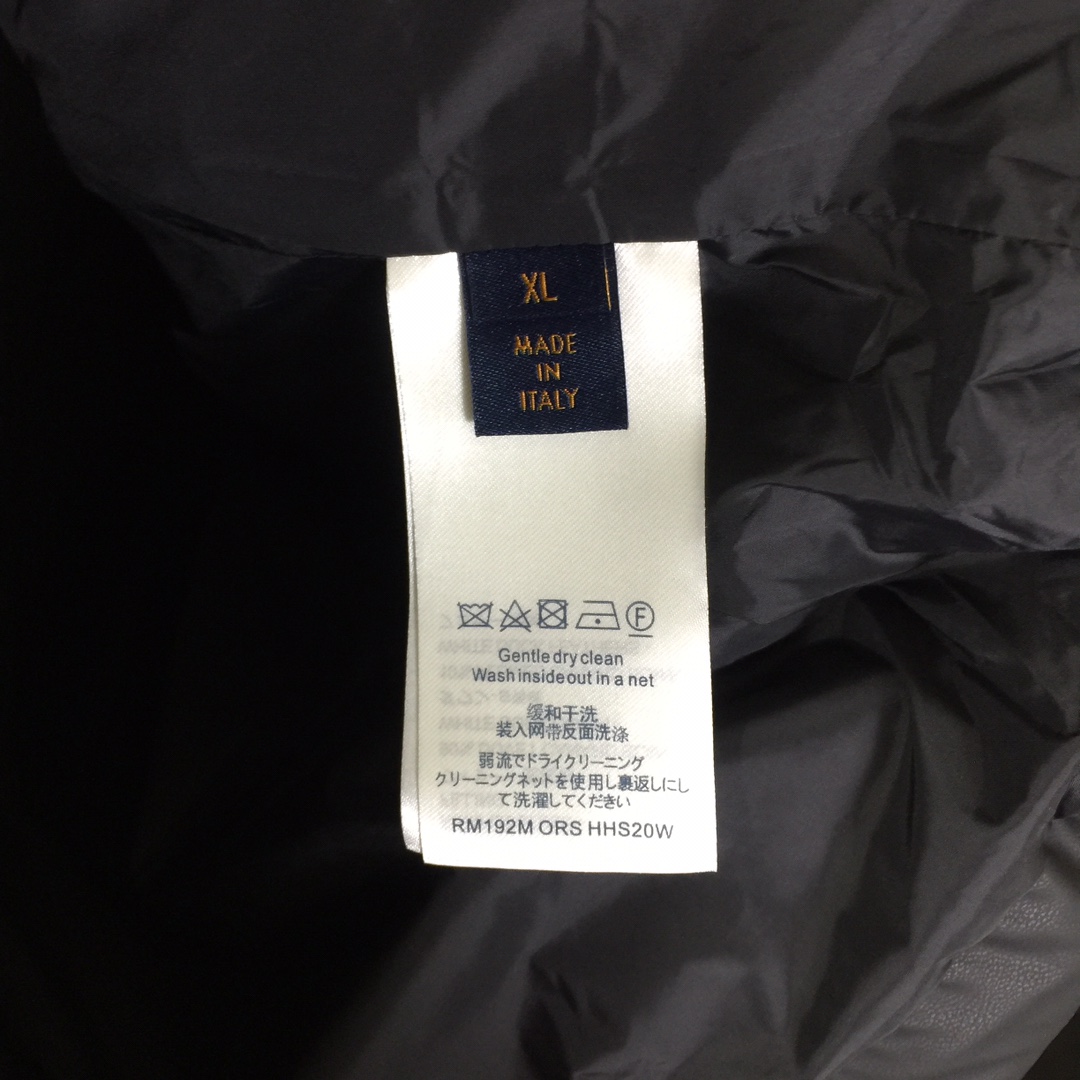 XL
MADE
IN
ITALY
F
Gentle dry clean
Wash inside out in a net
缓和干洗
装入网带反面洗涤
弱流でドライクリーニング
クリーニングネットを使用し裏返しにし
て洗濯してください
RM192M ORS HHS20W